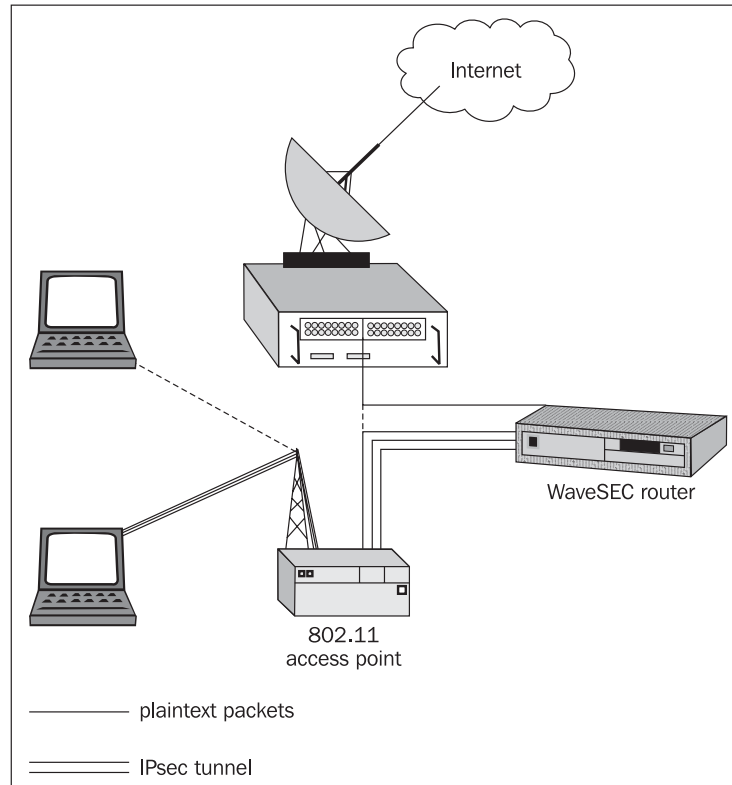 Internet
WaveSEC router
802.11
access point
plaintext packets
IPsec tunnel